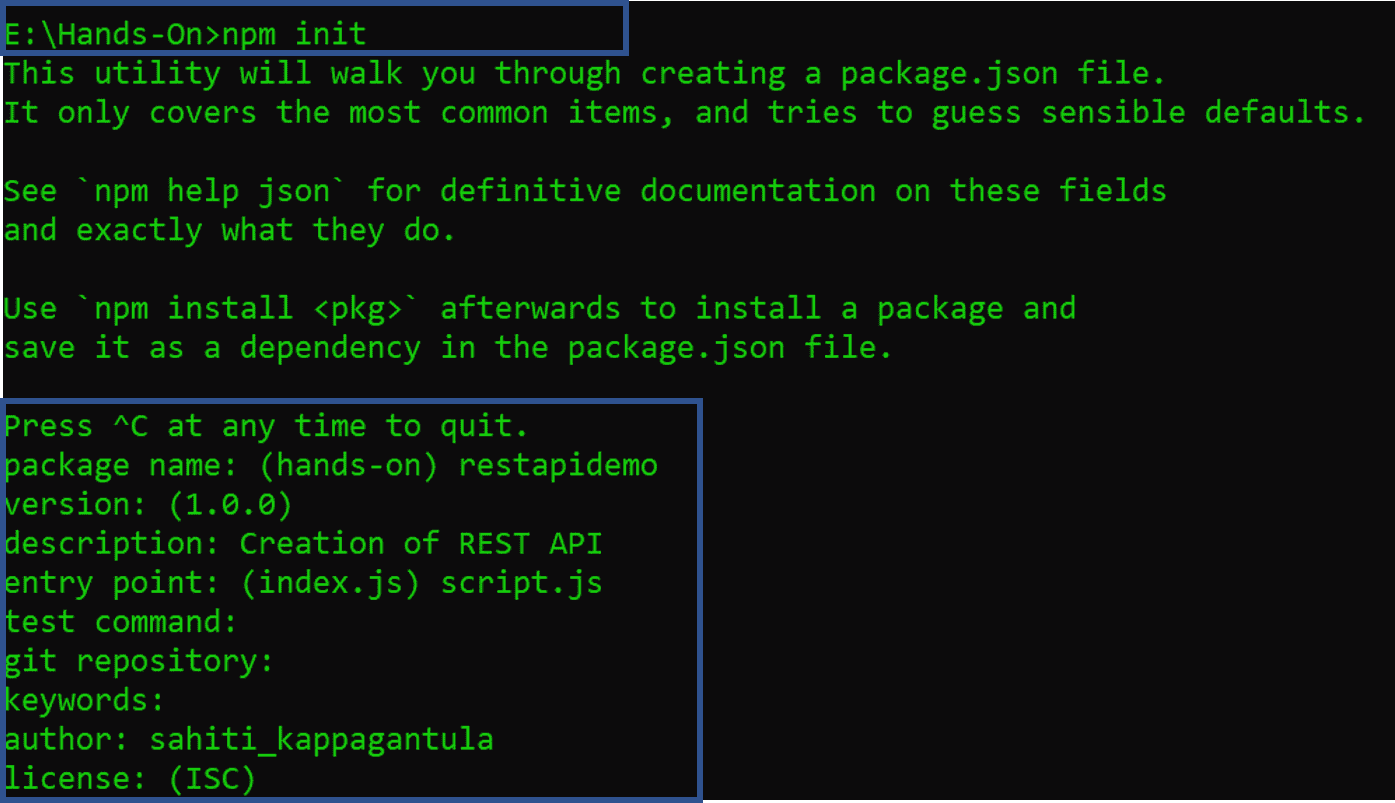 E:\Hands-On>npm init
This utility will walk you through creating a package.json file.
It only covers the most common items, and tries to guess sensible defaults.
See `npm help json` for definitive documentation on these fields
and exactly what they do.
Use `npm install <pkg>` afterwards to install a package and
save it as a dependency in the package.json file.
Press ^C at any time to quit.
package name: (hands-on) restapidemo
version: (1.0.0)
description: Creation of REST API
entry point: (index.js) script.js
test command:
git repository:
keywords:
author: sahiti_kappagantula
license: (ISC)